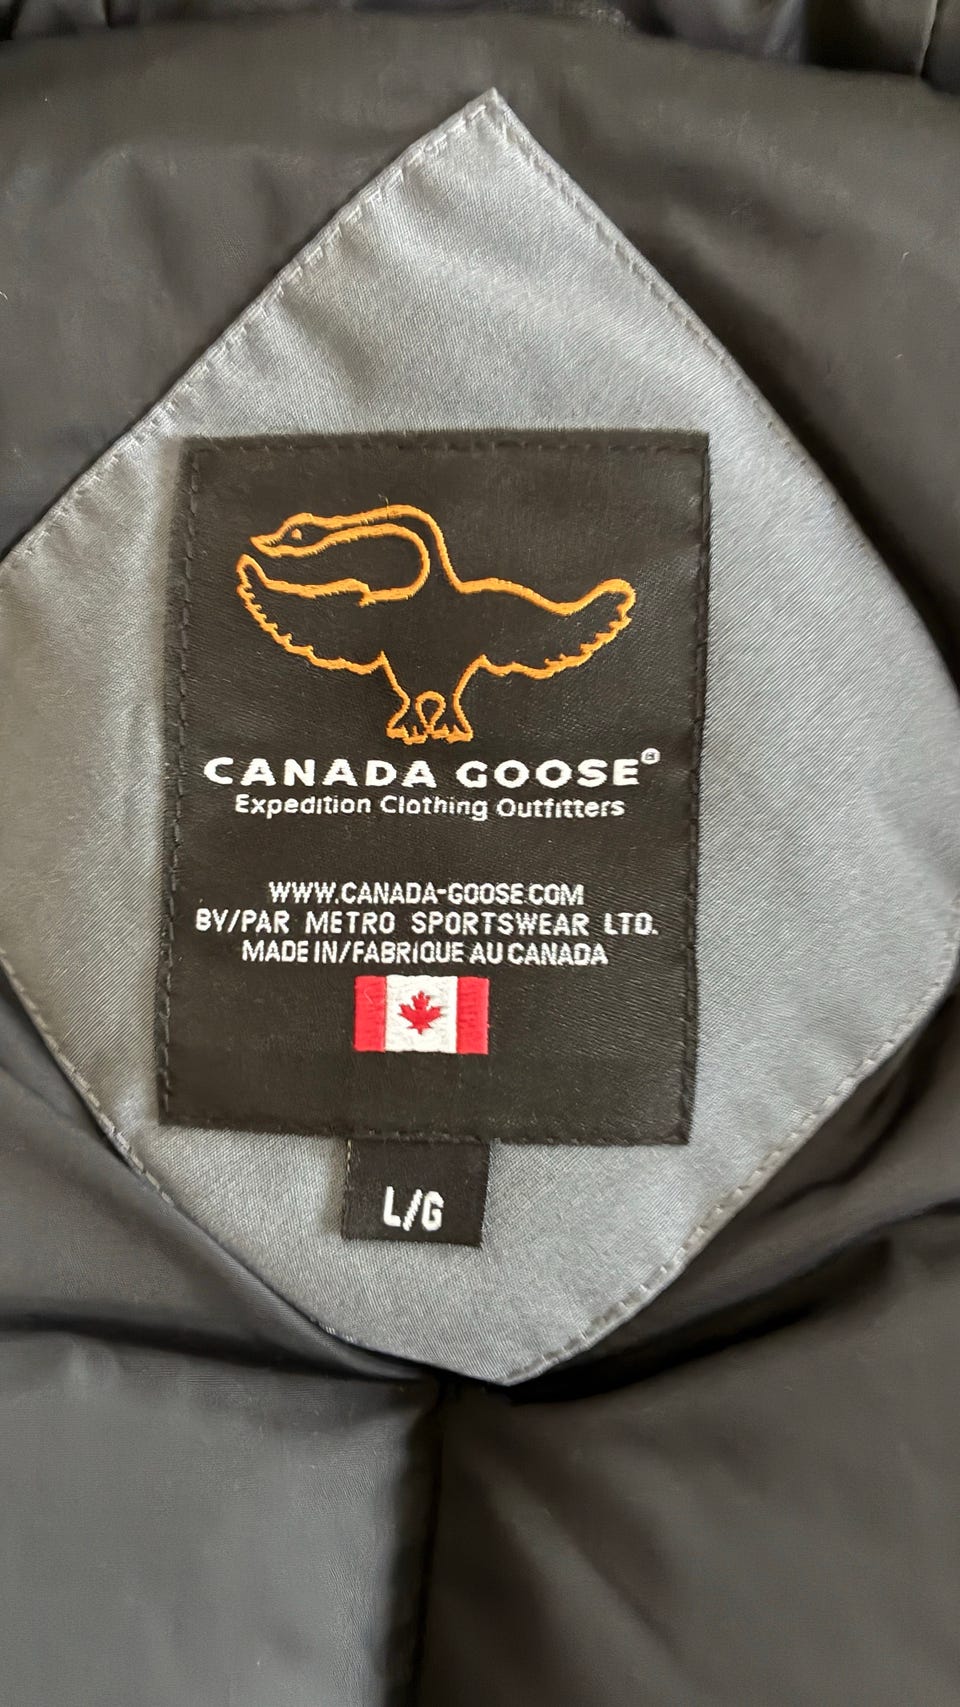 CANADA GOOSE®
Expedition Clothing Outfitters
WWW.CANADA-GOOSE.COM
BY/PAR METRO SPORTSWEAR LTD.
MADE IN/FABRIQUE AU CANADA
L/G